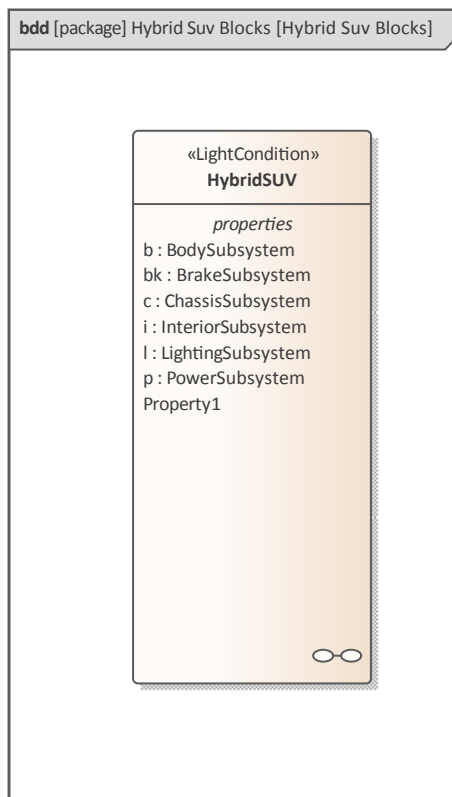 bdd [package] Hybrid Suv Blocks [Hybrid Suv Blocks]
«LightCondition»
HybridSUV
properties
b : BodySubsystem
bk : BrakeSubsystem
c : ChassisSubsystem
i : InteriorSubsystem
l : LightingSubsystem
p : PowerSubsystem
Property1